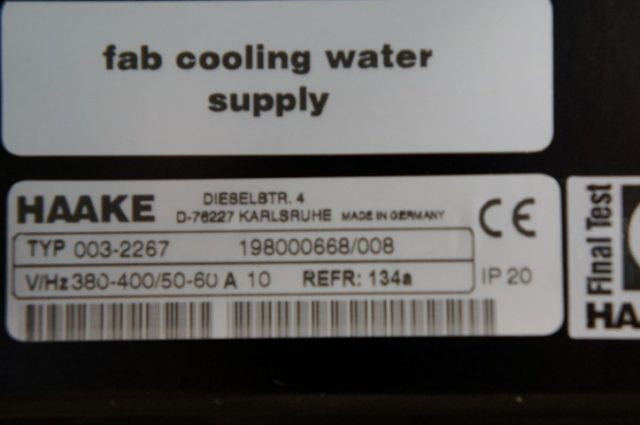 fab cooling water
supply
HAAKE
DIESELSTR. 4
D-76227 KARLSRUHE MADE IN GERMANY
CE
TYP 003-2267 198000668/008
V/Hz 380-400/50-60 A 10 REFR: 134a
IP 20
Final Test
HA